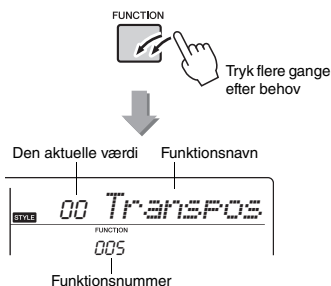 FUNCTION
Tryk flere gange
efter behov
Den aktuelle værdi Funktionsnavn
STYLE 00 Transpos
FUNCTION
005
Funktionsnummer